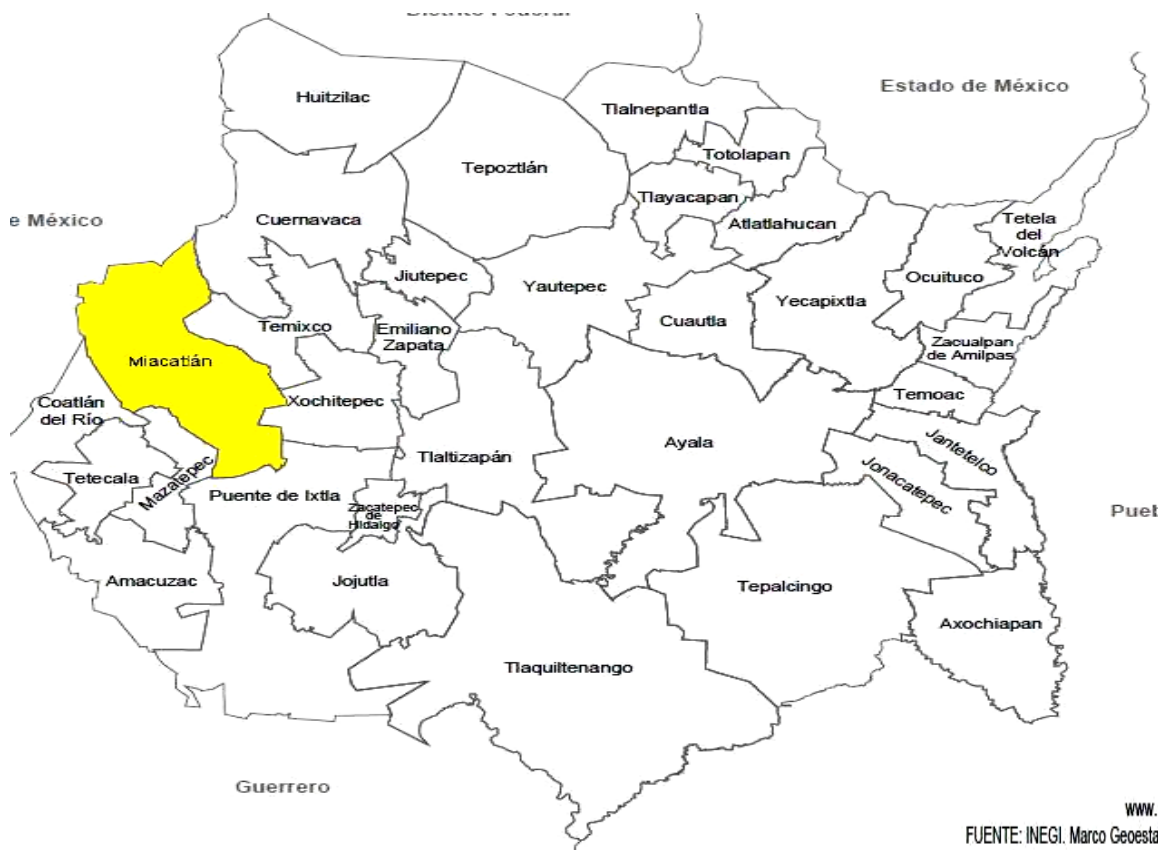 Huitzilac
Estado de México
Tlalnepantla
Totolapan
Tepoztlán
Tlayacapan
Cuernavaca
e México
Atlatlahucan
Tetela
del
Volcán
Jiutepec
Yautepec
Ocuituco
Yecapixtla
Temixco
Emiliano
Zapata
Cuautla
Zacualpan
de Amilpas
Miacatlán
Temoac
Coatlán
del Río
Xochitepec
Ayala
Jantetelco
Tlaltizapán
Tetecala
Mazatepec
Jonacatepec
Puente de Ixtla
Zacatepec
de
Hidalgo
Pueb
Amacuzac
Jojutla
Tepalcingo
Axochiapan
Tlaquiltenango
Guerrero
www.
FUENTE: INEGI. Marco Geoesta